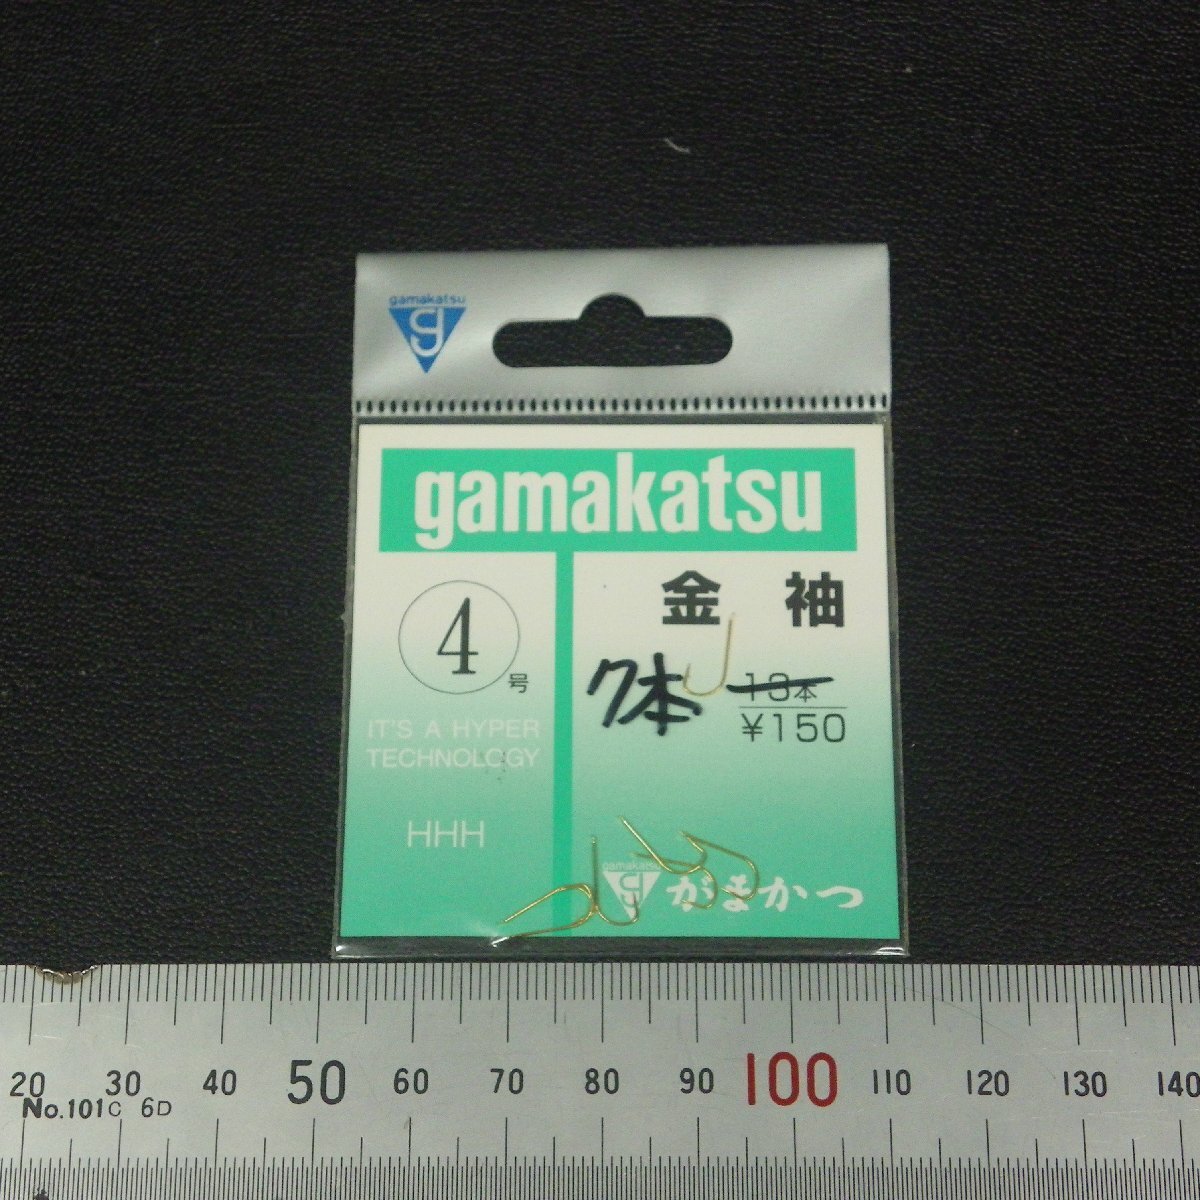 gamakatsu
g
gamakatsu
金 袖
4号
7本
13本
¥150
IT'S A HYPER
TECHNOLOGY
HHH
gamakatsu
g がまかつ
20 30 40 50 60 70 80 90 100 110 120 130 140
No.101C 6D